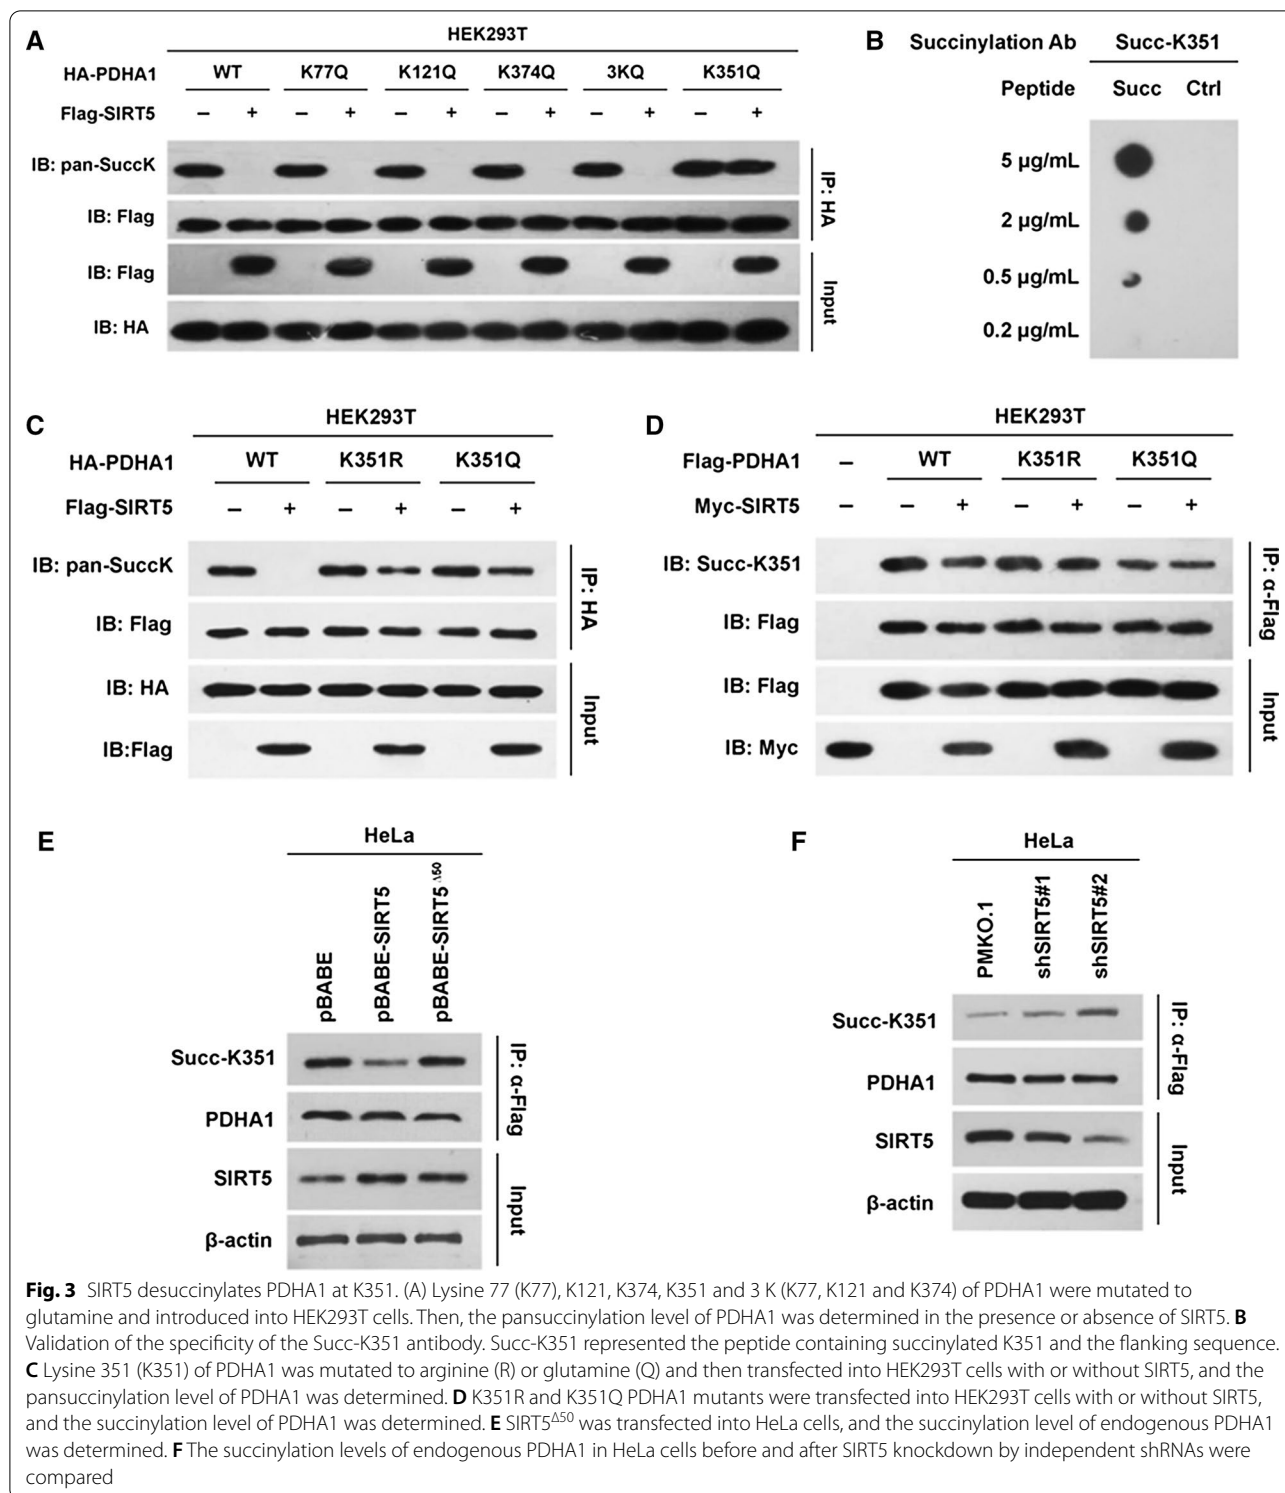 A
HEK293T
HA-PDHA1 WT K77Q K121Q K374Q 3KQ K351Q
Flag-SIRT5 – + – + – + – + – + – +
IB: pan-SuccK
IB: Flag
IP: HA
IB: Flag
IB: HA
Input
B
Succinylation Ab Succ-K351
Peptide Succ Ctrl
5 µg/mL
2 µg/mL
0.5 µg/mL
0.2 µg/mL
C
HEK293T
HA-PDHA1 WT K351R K351Q
Flag-SIRT5 – + – + – +
IB: pan-SuccK
IB: Flag
IP: HA
IB: HA
IB:Flag
Input
D
HEK293T
Flag-PDHA1 – WT K351R K351Q
Myc-SIRT5 – – + – + – +
IB: Succ-K351
IB: Flag
IP: α-Flag
IB: Flag
IB: Myc
Input
E
HeLa
pBABE
pBABE-SIRT5
pBABE-SIRT5Δ50
Succ-K351
PDHA1
IP: α-Flag
SIRT5
β-actin
Input
F
HeLa
PMKO.1
shSIRT5#1
shSIRT5#2
Succ-K351
PDHA1
IP: α-Flag
SIRT5
β-actin
Input
Fig. 3 SIRT5 desuccinylates PDHA1 at K351. (A) Lysine 77 (K77), K121, K374, K351 and 3 K (K77, K121 and K374) of PDHA1 were mutated to
glutamine and introduced into HEK293T cells. Then, the pansuccinylation level of PDHA1 was determined in the presence or absence of SIRT5. B
Validation of the specificity of the Succ-K351 antibody. Succ-K351 represented the peptide containing succinylated K351 and the flanking sequence.
C Lysine 351 (K351) of PDHA1 was mutated to arginine (R) or glutamine (Q) and then transfected into HEK293T cells with or without SIRT5, and the
pansuccinylation level of PDHA1 was determined. D K351R and K351Q PDHA1 mutants were transfected into HEK293T cells with or without SIRT5,
and the succinylation level of PDHA1 was determined. E SIRT5Δ50 was transfected into HeLa cells, and the succinylation level of endogenous PDHA1
was determined. F The succinylation levels of endogenous PDHA1 in HeLa cells before and after SIRT5 knockdown by independent shRNAs were
compared